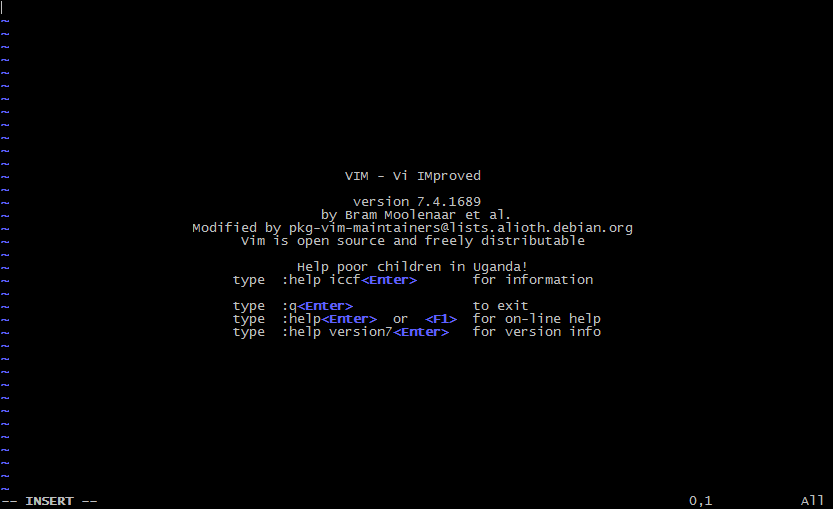 ~
~
~
~
~
~
~
~
~
~
~
~
~ VIM - Vi IMproved
~
~ version 7.4.1689
~ by Bram Moolenaar et al.
~ Modified by pkg-vim-maintainers@lists.alioth.debian.org
~ Vim is open source and freely distributable
~
~ Help poor children in Uganda!
~ type :help iccf<Enter> for information
~
~ type :q<Enter> to exit
~ type :help<Enter> or <F1> for on-line help
~ type :help version7<Enter> for version info
~
~
~
~
~
~
~
~
~
~
~
~
-- INSERT -- 0,1 All